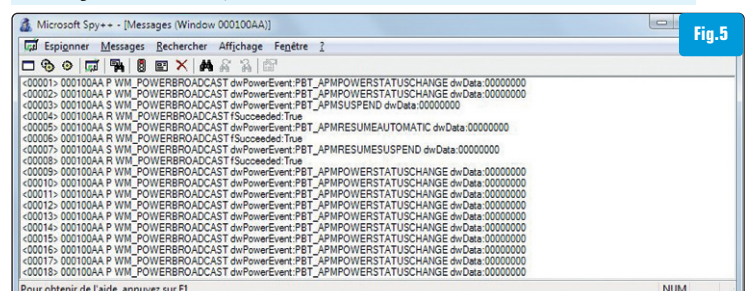 Microsoft Spy++ - [Messages (Window 000100AA)]
Fig.5
Espionner Messages Rechercher Affichage Fenêtre ?
<00001> 000100AA P WM_POWERBROADCAST dwPowerEvent:PBT_APMPOWERSTATUSCHANGE dwData:00000000
<00002> 000100AA P WM_POWERBROADCAST dwPowerEvent:PBT_APMPOWERSTATUSCHANGE dwData:00000000
<00003> 000100AA S WM_POWERBROADCAST dwPowerEvent:PBT_APMSUSPEND dwData:00000000
<00004> 000100AA R WM_POWERBROADCAST fSucceeded:True
<00005> 000100AA S WM_POWERBROADCAST dwPowerEvent:PBT_APMRESUMEAUTOMATIC dwData:00000000
<00006> 000100AA R WM_POWERBROADCAST fSucceeded:True
<00007> 000100AA S WM_POWERBROADCAST dwPowerEvent:PBT_APMRESUMESUSPEND dwData:00000000
<00008> 000100AA R WM_POWERBROADCAST fSucceeded:True
<00009> 000100AA P WM_POWERBROADCAST dwPowerEvent:PBT_APMPOWERSTATUSCHANGE dwData:00000000
<00010> 000100AA P WM_POWERBROADCAST dwPowerEvent:PBT_APMPOWERSTATUSCHANGE dwData:00000000
<00011> 000100AA P WM_POWERBROADCAST dwPowerEvent:PBT_APMPOWERSTATUSCHANGE dwData:00000000
<00012> 000100AA P WM_POWERBROADCAST dwPowerEvent:PBT_APMPOWERSTATUSCHANGE dwData:00000000
<00013> 000100AA P WM_POWERBROADCAST dwPowerEvent:PBT_APMPOWERSTATUSCHANGE dwData:00000000
<00014> 000100AA P WM_POWERBROADCAST dwPowerEvent:PBT_APMPOWERSTATUSCHANGE dwData:00000000
<00015> 000100AA P WM_POWERBROADCAST dwPowerEvent:PBT_APMPOWERSTATUSCHANGE dwData:00000000
<00016> 000100AA P WM_POWERBROADCAST dwPowerEvent:PBT_APMPOWERSTATUSCHANGE dwData:00000000
<00017> 000100AA P WM_POWERBROADCAST dwPowerEvent:PBT_APMPOWERSTATUSCHANGE dwData:00000000
<00018> 000100AA P WM_POWERBROADCAST dwPowerEvent:PBT_APMPOWERSTATUSCHANGE dwData:00000000
Pour obtenir de l'aide, appuyez sur F1 NUM